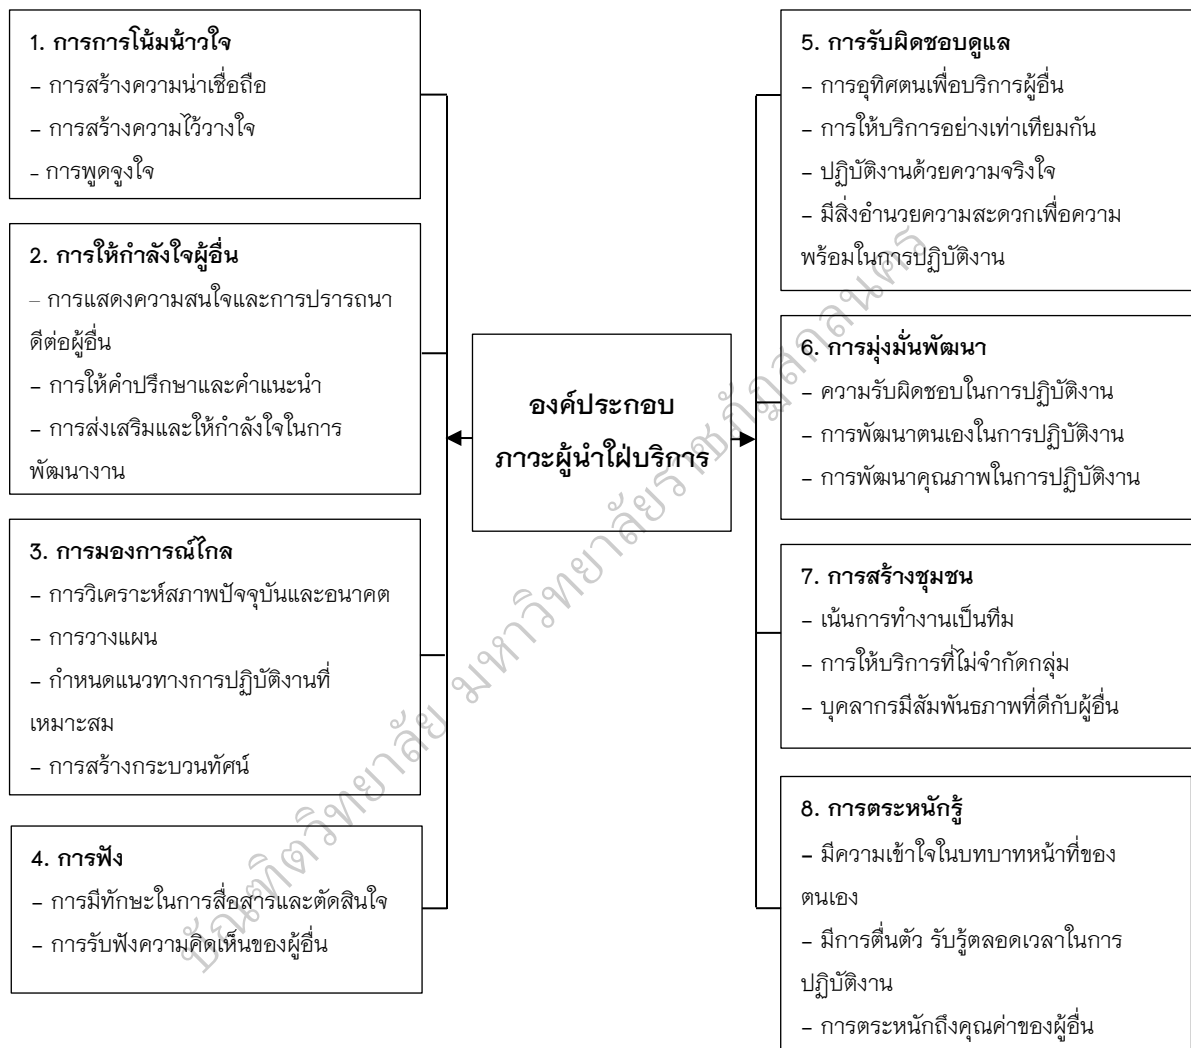 1. การการโน้มน้าวใจ
– การสร้างความน่าเชื่อถือ
– การสร้างความไว้วางใจ
- การพูดจูงใจ
2. การให้กำลังใจผู้อื่น
– การแสดงความสนใจและการปรารถนา
ดีต่อผู้อื่น
– การให้คำปรึกษาและคำแนะนำ
– การส่งเสริมและให้กำลังใจในการ
พัฒนางาน
3. การมองการณ์ไกล
– การวิเคราะห์สภาพปัจจุบันและอนาคต
– การวางแผน
– กำหนดแนวทางการปฏิบัติงานที่
เหมาะสม
– การสร้างกระบวนทัศน์
4. การฟัง
– การมีทักษะในการสื่อสารและตัดสินใจ
– การรับฟังความคิดเห็นของผู้อื่น
องค์ประกอบ
ภาวะผู้นำใฝ่บริการ
5. การรับผิดชอบดูแล
– การอุทิศตนเพื่อบริการผู้อื่น
– การให้บริการอย่างเท่าเทียมกัน
– ปฏิบัติงานด้วยความจริงใจ
– มีสิ่งอำนวยความสะดวกเพื่อความ
พร้อมในการปฏิบัติงาน
6. การมุ่งมั่นพัฒนา
– ความรับผิดชอบในการปฏิบัติงาน
– การพัฒนาตนเองในการปฏิบัติงาน
– การพัฒนาคุณภาพในการปฏิบัติงาน
7. การสร้างชุมชน
– เน้นการทำงานเป็นทีม
– การให้บริการที่ไม่จำกัดกลุ่ม
– บุคลากรมีสัมพันธภาพที่ดีกับผู้อื่น
8. การตระหนักรู้
– มีความเข้าใจในบทบาทหน้าที่ของ
ตนเอง
– มีการตื่นตัว รับรู้ตลอดเวลาในการ
ปฏิบัติงาน
– การตระหนักถึงคุณค่าของผู้อื่น
บัณฑิตวิทยาลัย มหาวิทยาลัยราชภัฏสกลนคร